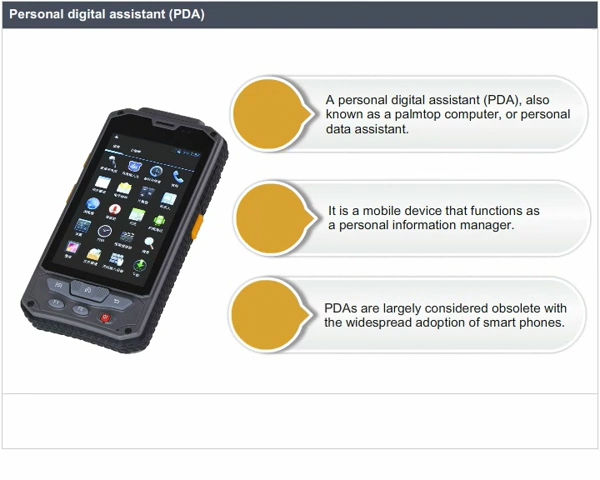 Personal digital assistant (PDA)
A personal digital assistant (PDA), also
known as a palmtop computer, or personal
data assistant.
It is a mobile device that functions as
a personal information manager.
PDAs are largely considered obsolete with
the widespread adoption of smart phones.